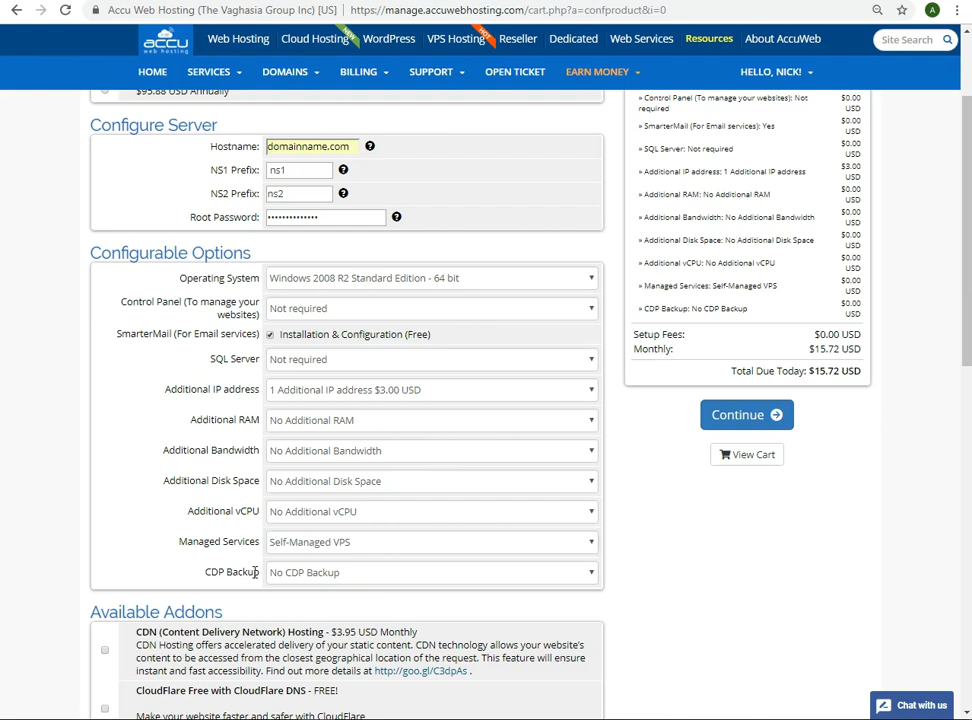 Accu Web Hosting (The Vaghasia Group Inc) [US] | https://manage.accuwebhosting.com/cart.php?a=confproduct&i=0
A
ACCU
web hosting
Web Hosting Cloud Hosting NEW WordPress VPS Hosting HOT Reseller Dedicated Web Services Resources About AccuWeb Site Search
HOME SERVICES DOMAINS BILLING SUPPORT OPEN TICKET EARN MONEY HELLO, NICK!
$95.88 USD Annually
Configure Server
Hostname: domainname.com ?
NS1 Prefix: ns1 ?
NS2 Prefix: ns2 ?
Root Password: •••••••••••••• ?
Configurable Options
Operating System Windows 2008 R2 Standard Edition - 64 bit
Control Panel (To manage your
websites) Not required
SmarterMail (For Email services) Installation & Configuration (Free)
SQL Server Not required
Additional IP address 1 Additional IP address $3.00 USD
Additional RAM No Additional RAM
Additional Bandwidth No Additional Bandwidth
Additional Disk Space No Additional Disk Space
Additional vCPU No Additional vCPU
Managed Services Self-Managed VPS
CDP Backup No CDP Backup
Available Addons
CDN (Content Delivery Network) Hosting - $3.95 USD Monthly
CDN Hosting offers accelerated delivery of your static content. CDN technology allows your website's
content to be accessed from the closest geographical location of the request. This feature will ensure
instant and fast accessibility. Find out more details at http://goo.gl/C3dpAs .
CloudFlare Free with CloudFlare DNS - FREE!
Make your website faster and safer with CloudFlare
» Control Panel (To manage your websites): Not $0.00
required USD
» SmarterMail (For Email services): Yes $0.00
USD
» SQL Server: Not required $0.00
USD
» Additional IP address: 1 Additional IP address $3.00
USD
» Additional RAM: No Additional RAM $0.00
USD
» Additional Bandwidth: No Additional Bandwidth $0.00
USD
» Additional Disk Space: No Additional Disk Space $0.00
USD
» Additional vCPU: No Additional vCPU $0.00
USD
» Managed Services: Self-Managed VPS $0.00
USD
» CDP Backup: No CDP Backup $0.00
USD
Setup Fees: $0.00 USD
Monthly: $15.72 USD
Total Due Today: $15.72 USD
Continue
View Cart
Chat with us